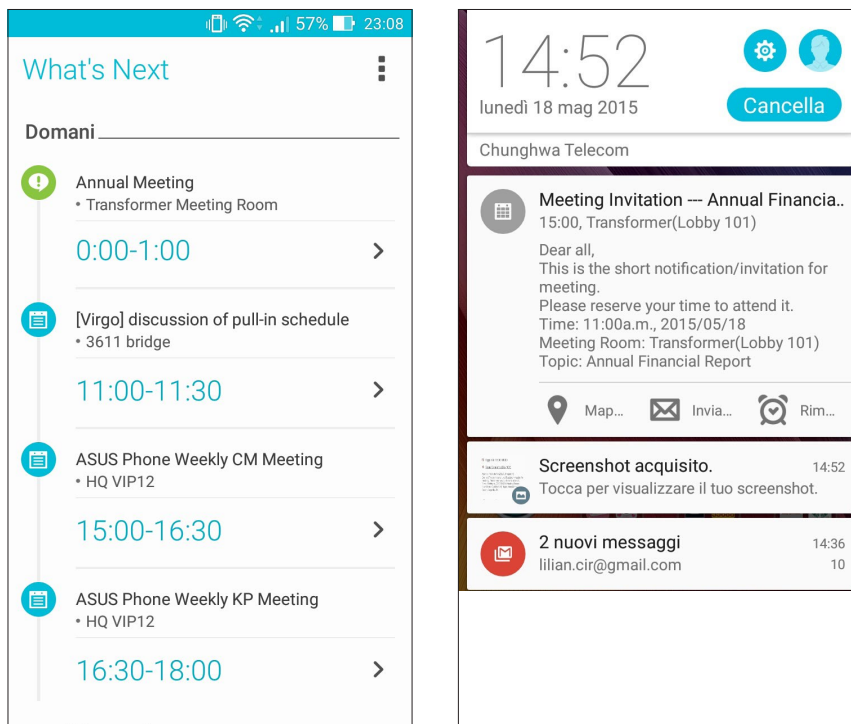 57% 23:08
What's Next
Domani
Annual Meeting
• Transformer Meeting Room
0:00-1:00
[Virgo] discussion of pull-in schedule
• 3611 bridge
11:00-11:30
ASUS Phone Weekly CM Meeting
• HQ VIP12
15:00-16:30
ASUS Phone Weekly KP Meeting
• HQ VIP12
16:30-18:00
14:52
lunedì 18 mag 2015
Cancella
Chunghwa Telecom
Meeting Invitation --- Annual Financia..
15:00, Transformer(Lobby 101)
Dear all,
This is the short notification/invitation for
meeting.
Please reserve your time to attend it.
Time: 11:00a.m., 2015/05/18
Meeting Room: Transformer(Lobby 101)
Topic: Annual Financial Report
Map... Invia... Rim...
Screenshot acquisito. 14:52
Tocca per visualizzare il tuo screenshot.
2 nuovi messaggi 14:36
lilian.cir@gmail.com 10